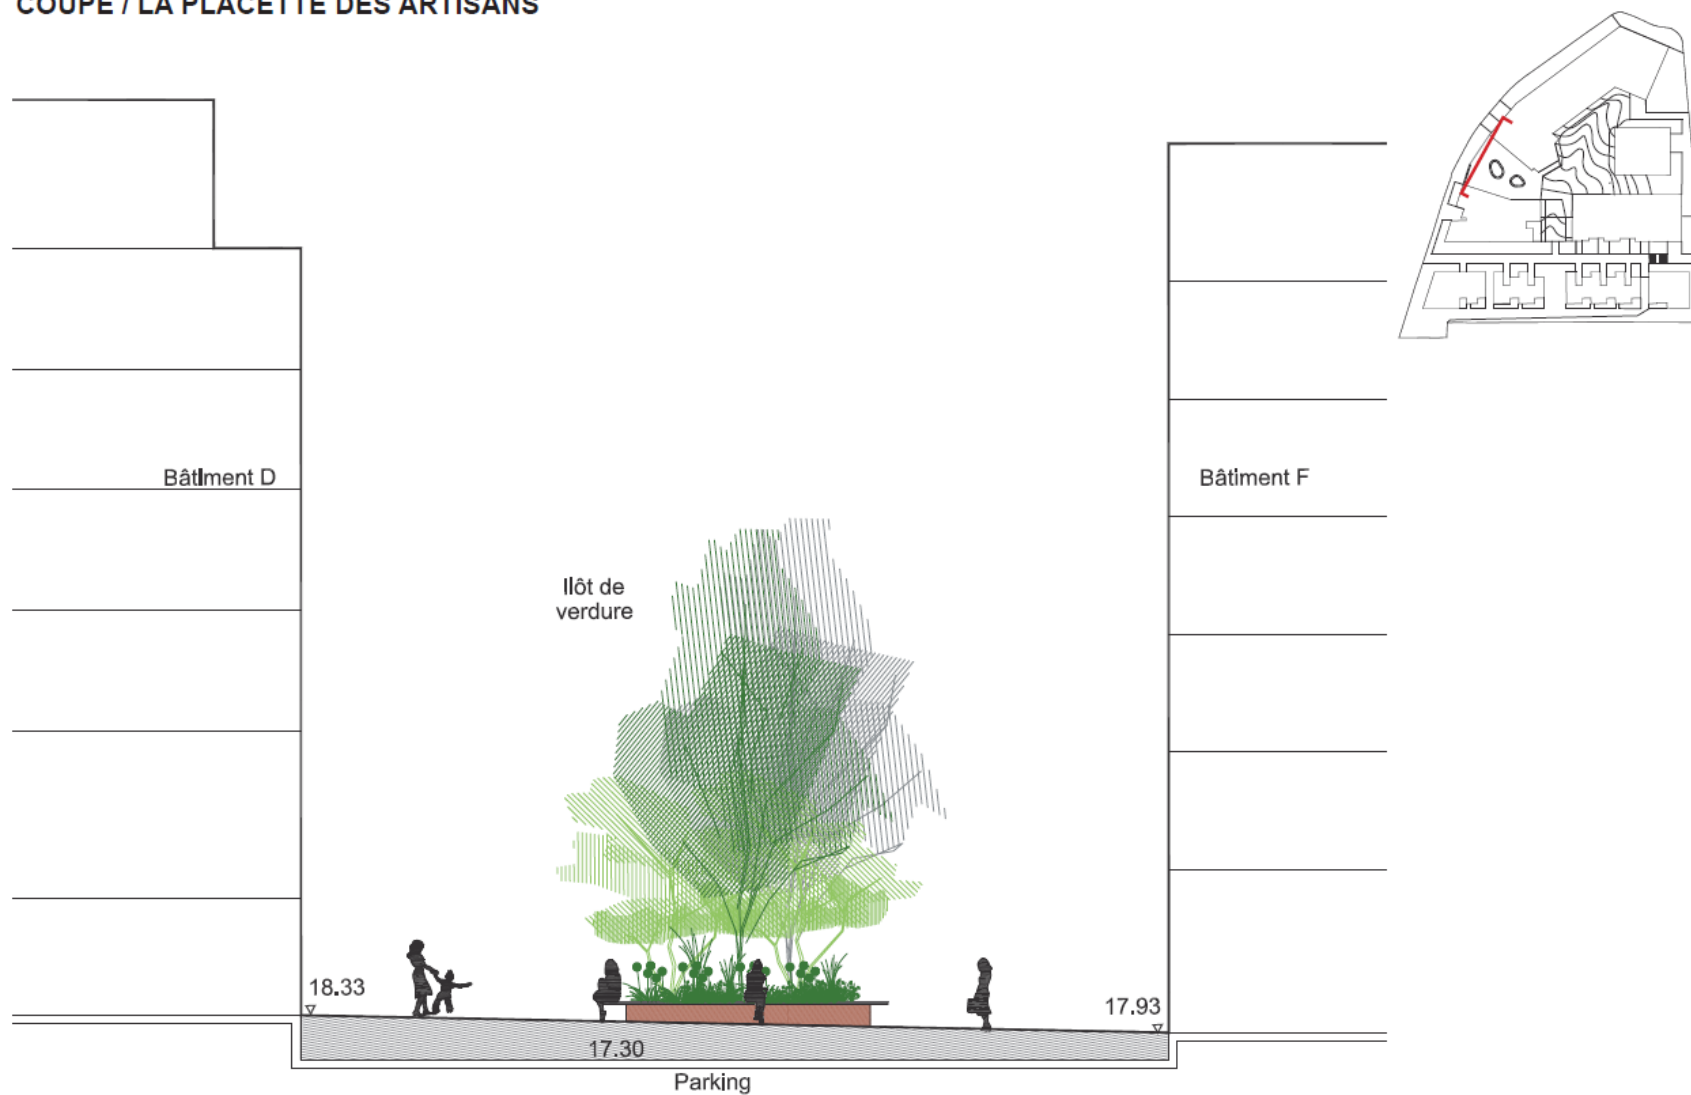 COUPE / LA PLACETTE DES ARTISANS
Bâtiment D
Bâtiment F
Ilôt de
verdure
18.33
17.93
17.30
Parking